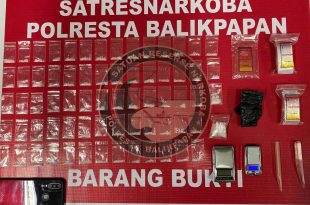 SATRESNARKOBA
POLRESTA BALIKPAPAN
BARANG BUKTI